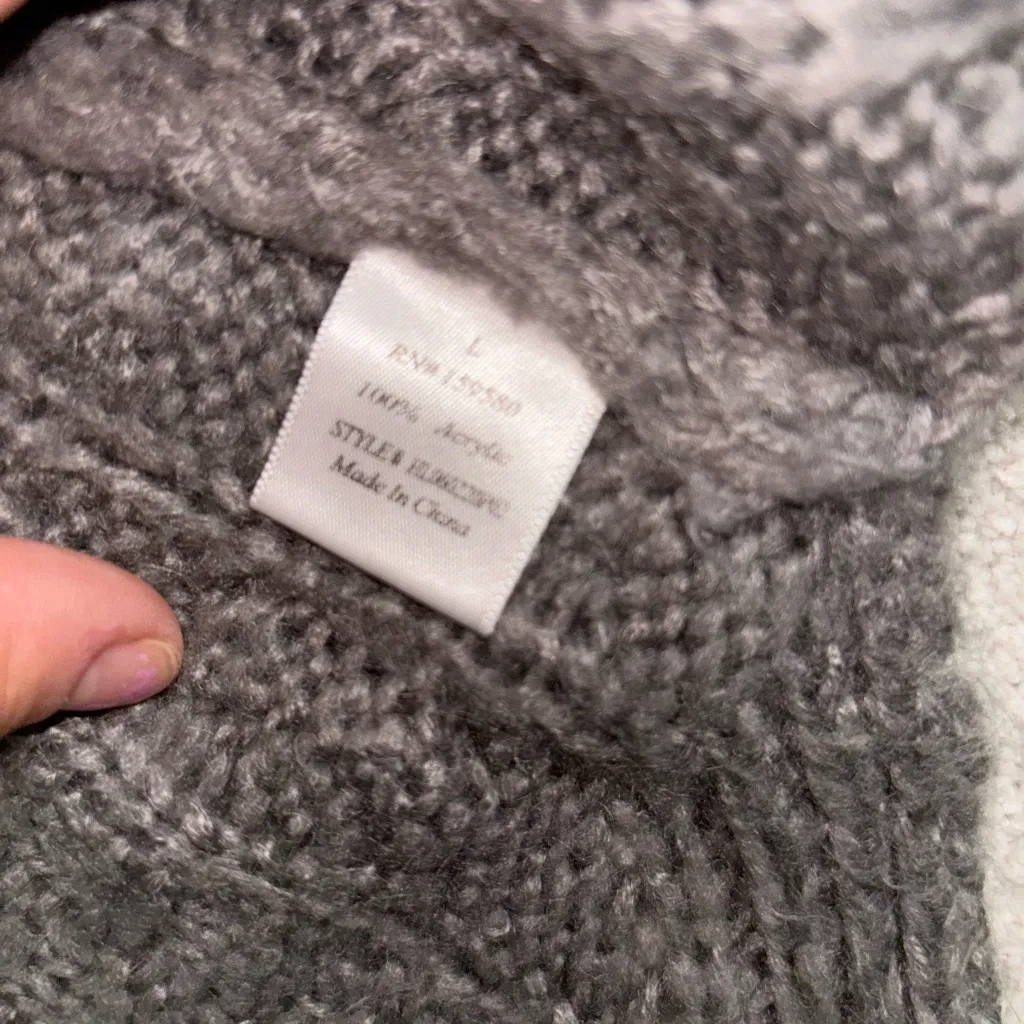 L
RN# 159580
100% Acrylic
STYLE#
Made In China